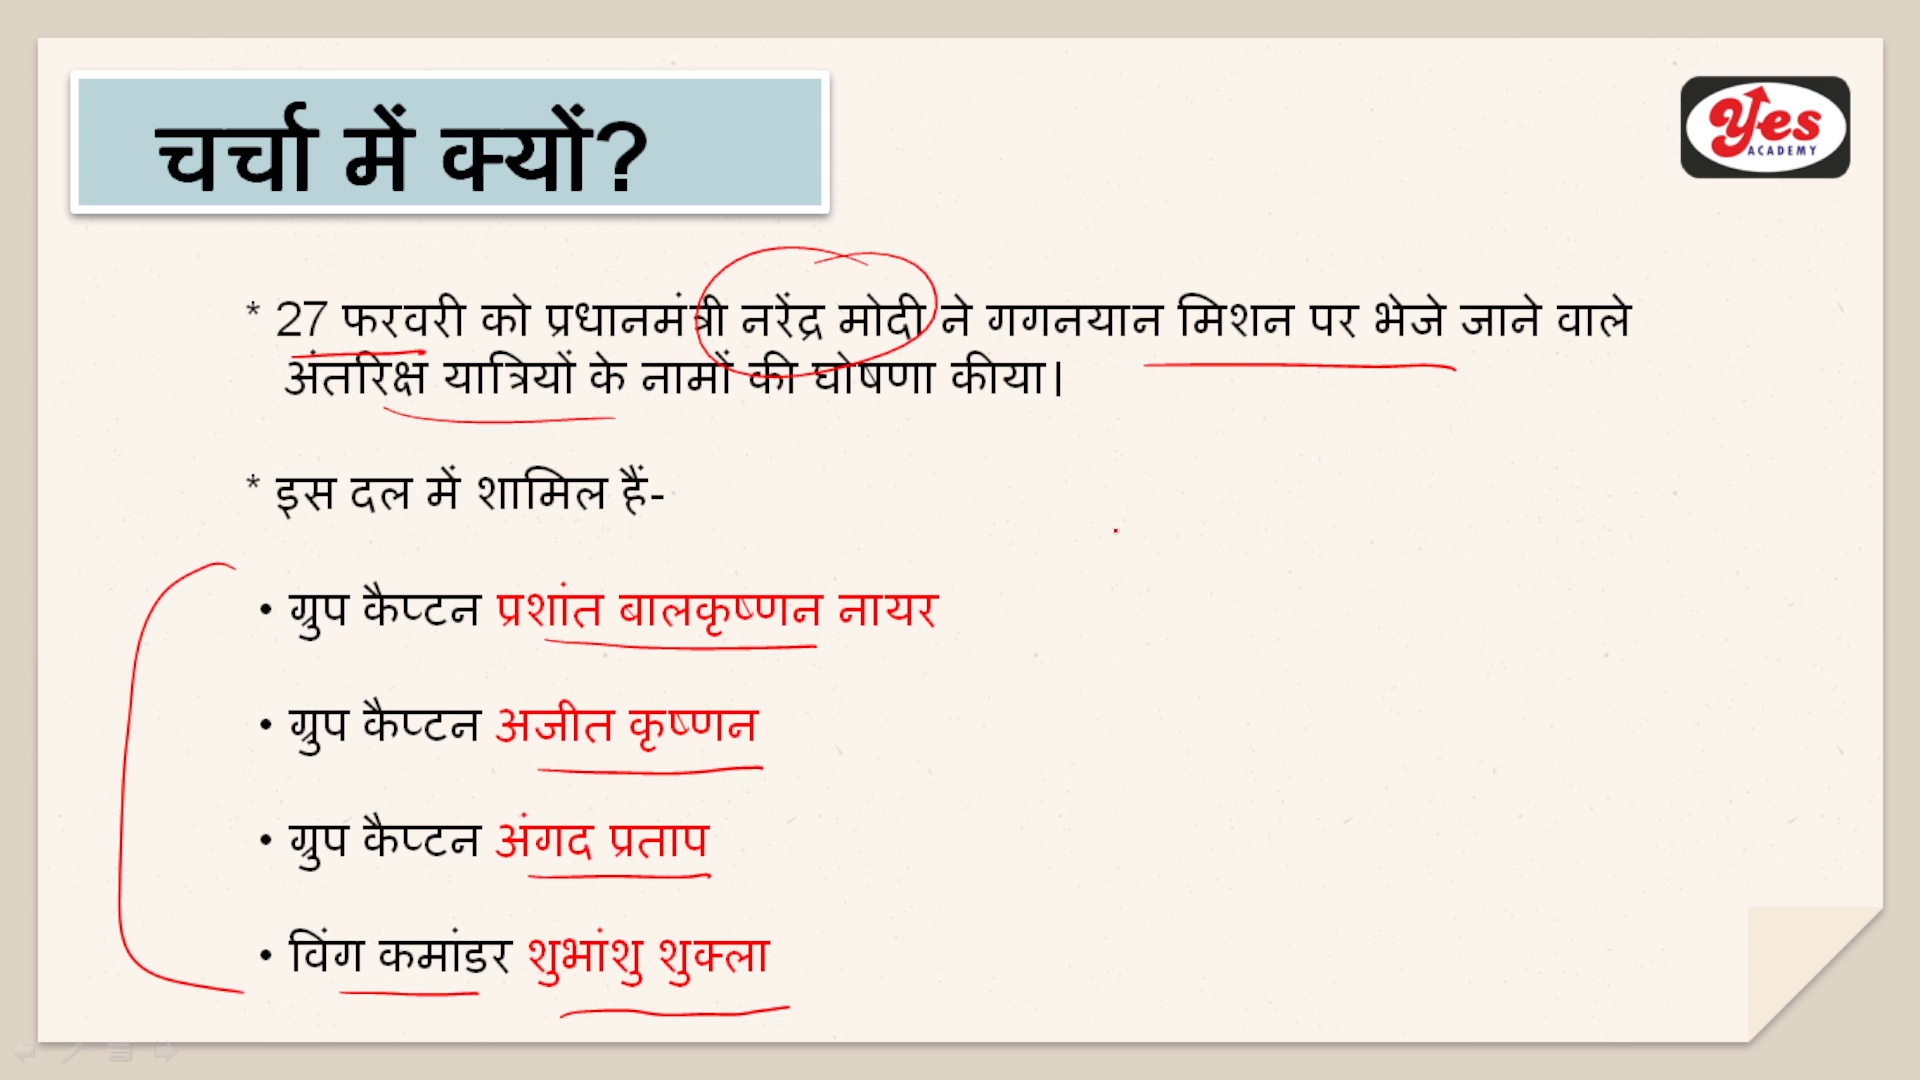 चर्चा में क्यों?
yes
ACADEMY
* 27 फरवरी को प्रधानमंत्री नरेंद्र मोदी ने गगनयान मिशन पर भेजे जाने वाले
अंतरिक्ष यात्रियों के नामों की घोषणा कीया।
* इस दल में शामिल हैं-
• ग्रुप कैप्टन प्रशांत बालकृष्णन नायर
• ग्रुप कैप्टन अजीत कृष्णन
• ग्रुप कैप्टन अंगद प्रताप
• विंग कमांडर शुभांशु शुक्ला